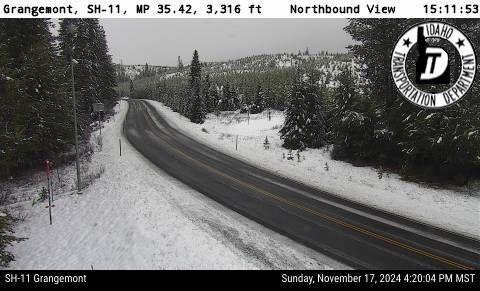 Grangemont, SH-11, MP 35.42, 3,316 ft Northbound View 15:11:53
IDAHO
TRANSPORTATION DEPARTMENT
SH-11 Grangemont Sunday, November 17, 2024 4:20:04 PM MST